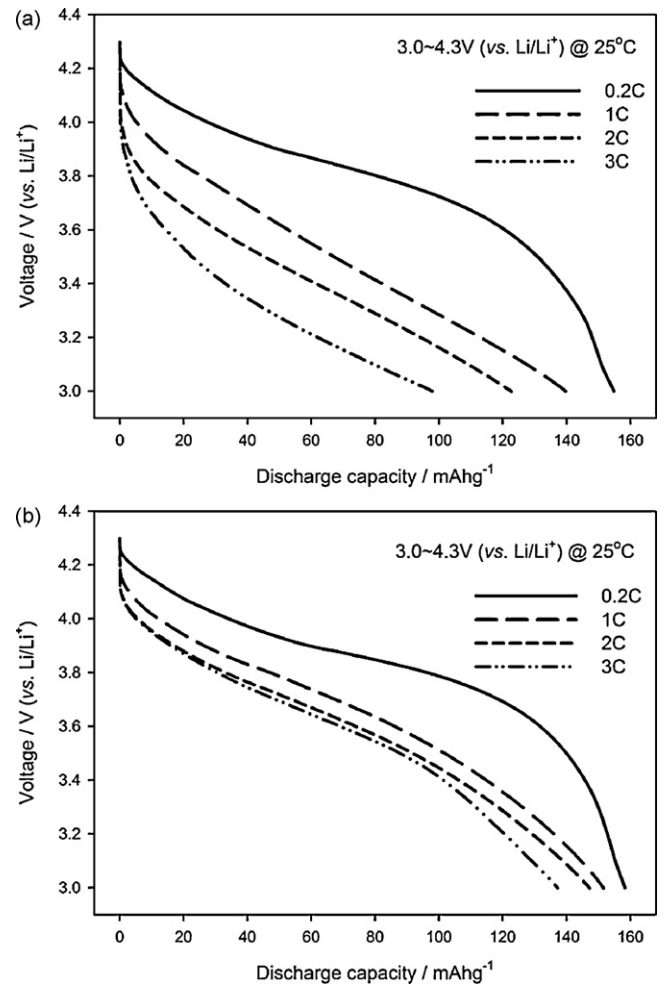 (a)
3.0~4.3V (vs. Li/Li⁺) @ 25°C
0.2C
1C
2C
3C
4.4
4.2
4.0
3.8
3.6
3.4
3.2
3.0
Voltage / V (vs. Li/Li⁺)
0 20 40 60 80 100 120 140 160
Discharge capacity / mAhg⁻¹
(b)
3.0~4.3V (vs. Li/Li⁺) @ 25°C
0.2C
1C
2C
3C
4.4
4.2
4.0
3.8
3.6
3.4
3.2
3.0
Voltage / V (vs. Li/Li⁺)
0 20 40 60 80 100 120 140 160
Discharge capacity / mAhg⁻¹